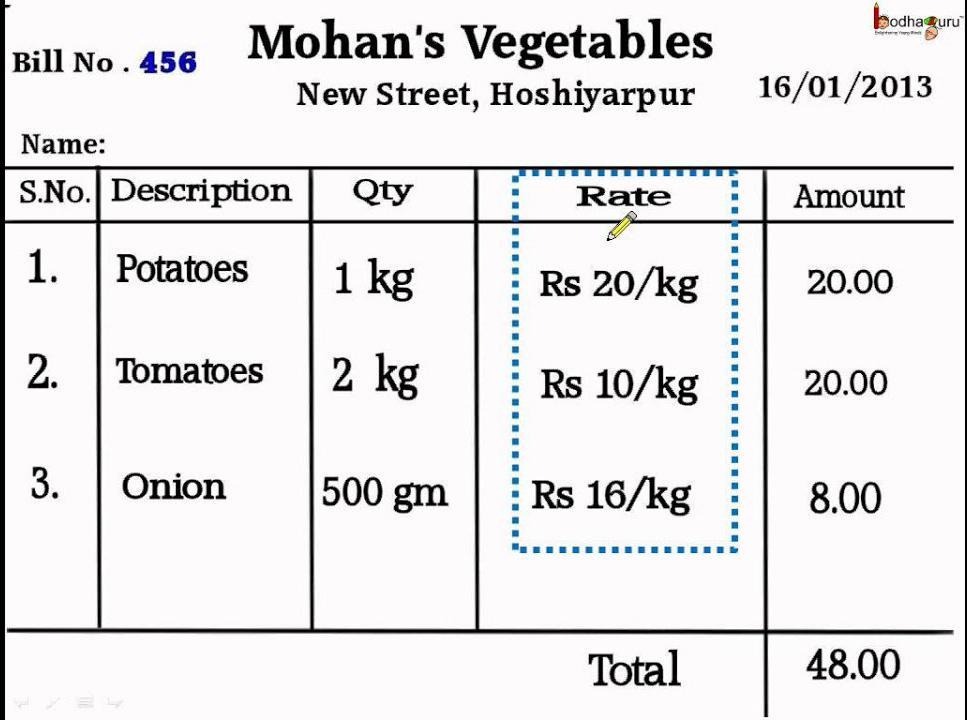 Mohan's Vegetables
Bill No . 456
New Street, Hoshiyarpur
16/01/2013
Name:
S.No. Description Qty Rate Amount
1. Potatoes 1 kg Rs 20/kg 20.00
2. Tomatoes 2 kg Rs 10/kg 20.00
3. Onion 500 gm Rs 16/kg 8.00
Total 48.00